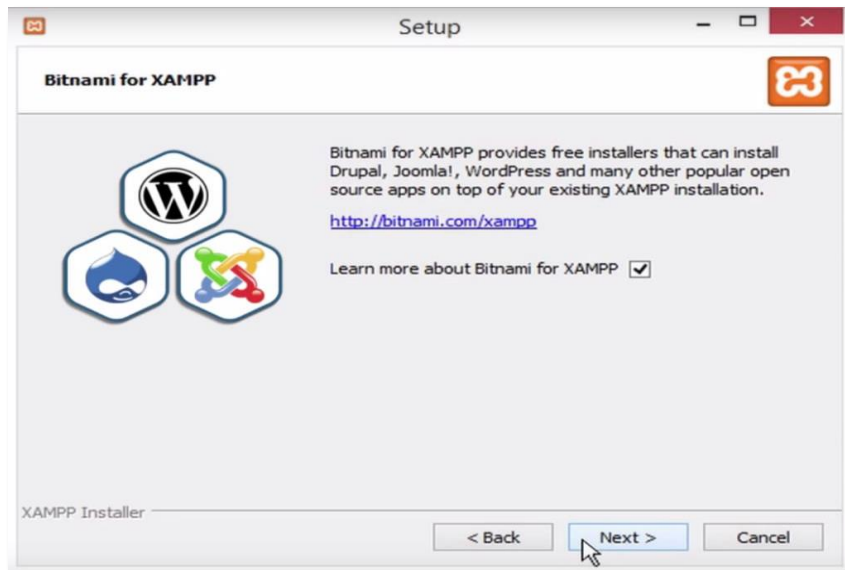 Setup
Bitnami for XAMPP
Bitnami for XAMPP provides free installers that can install
Drupal, Joomla!, WordPress and many other popular open
source apps on top of your existing XAMPP installation.
http://bitnami.com/xampp
Learn more about Bitnami for XAMPP
XAMPP Installer
< Back
Next >
Cancel